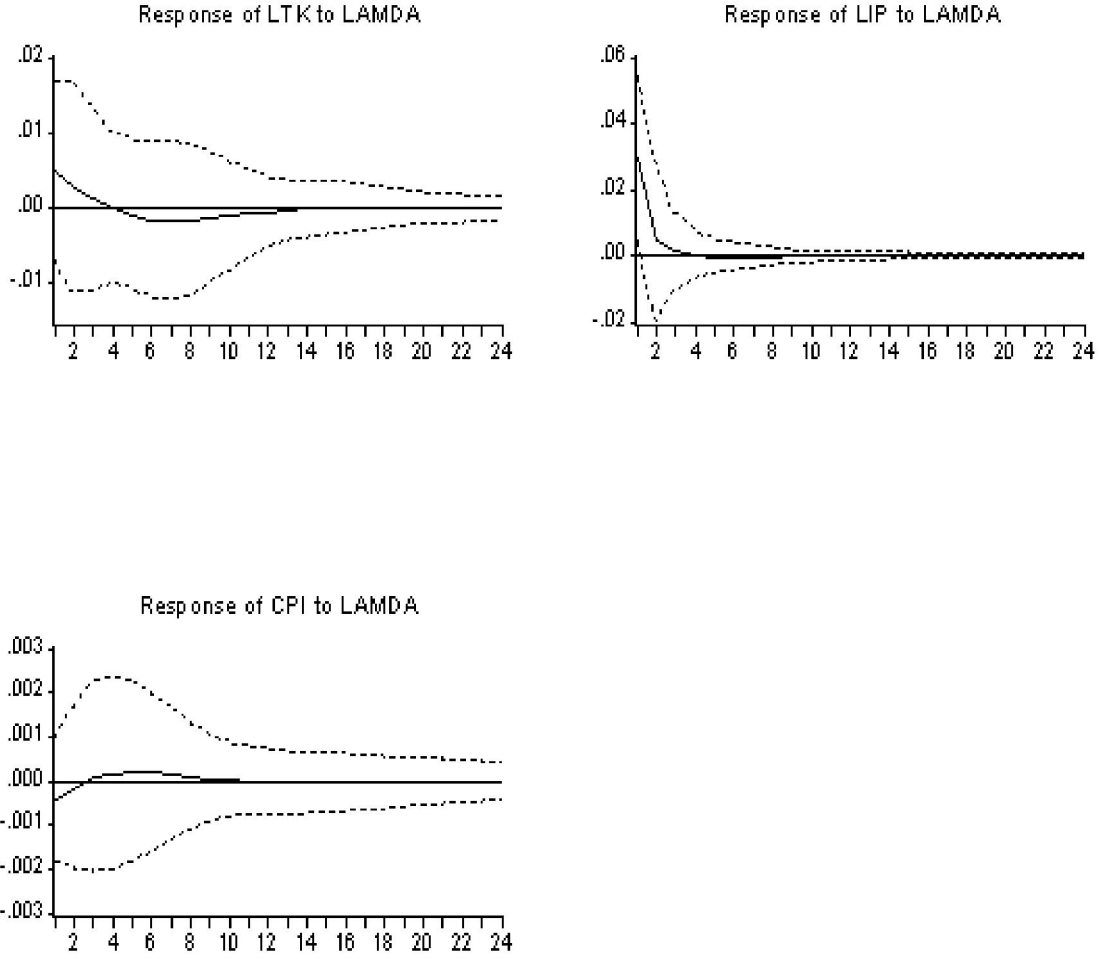 Response of LTK to LAMDA
.02
.01
.00
-.01
2 4 6 8 10 12 14 16 18 20 22 24
Response of LIP to LAMDA
.06
.04
.02
.00
-.02
2 4 6 8 10 12 14 16 18 20 22 24
Response of CPI to LAMDA
.003
.002
.001
.000
-.001
-.002
-.003
2 4 6 8 10 12 14 16 18 20 22 24